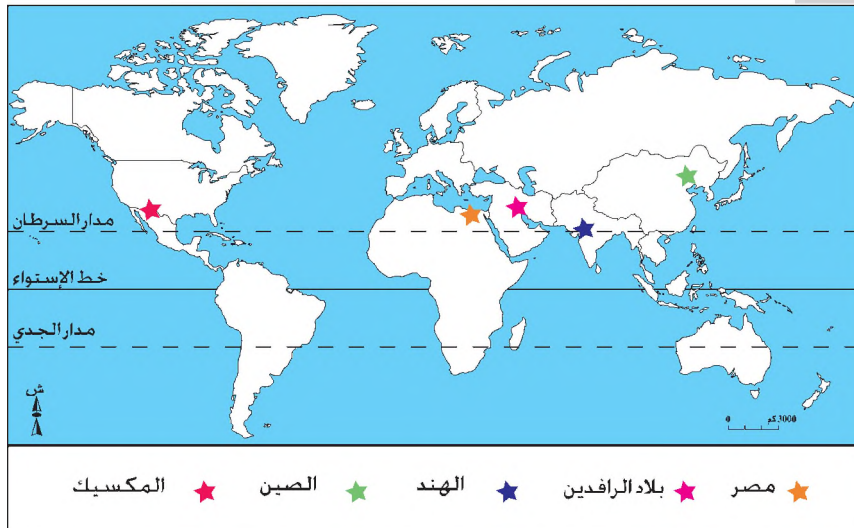 مدار السرطان
خط الإستواء
مدار الجدي
ش
0 3000 كم
مصر بلاد الرافدين الهند الصين المكسيك